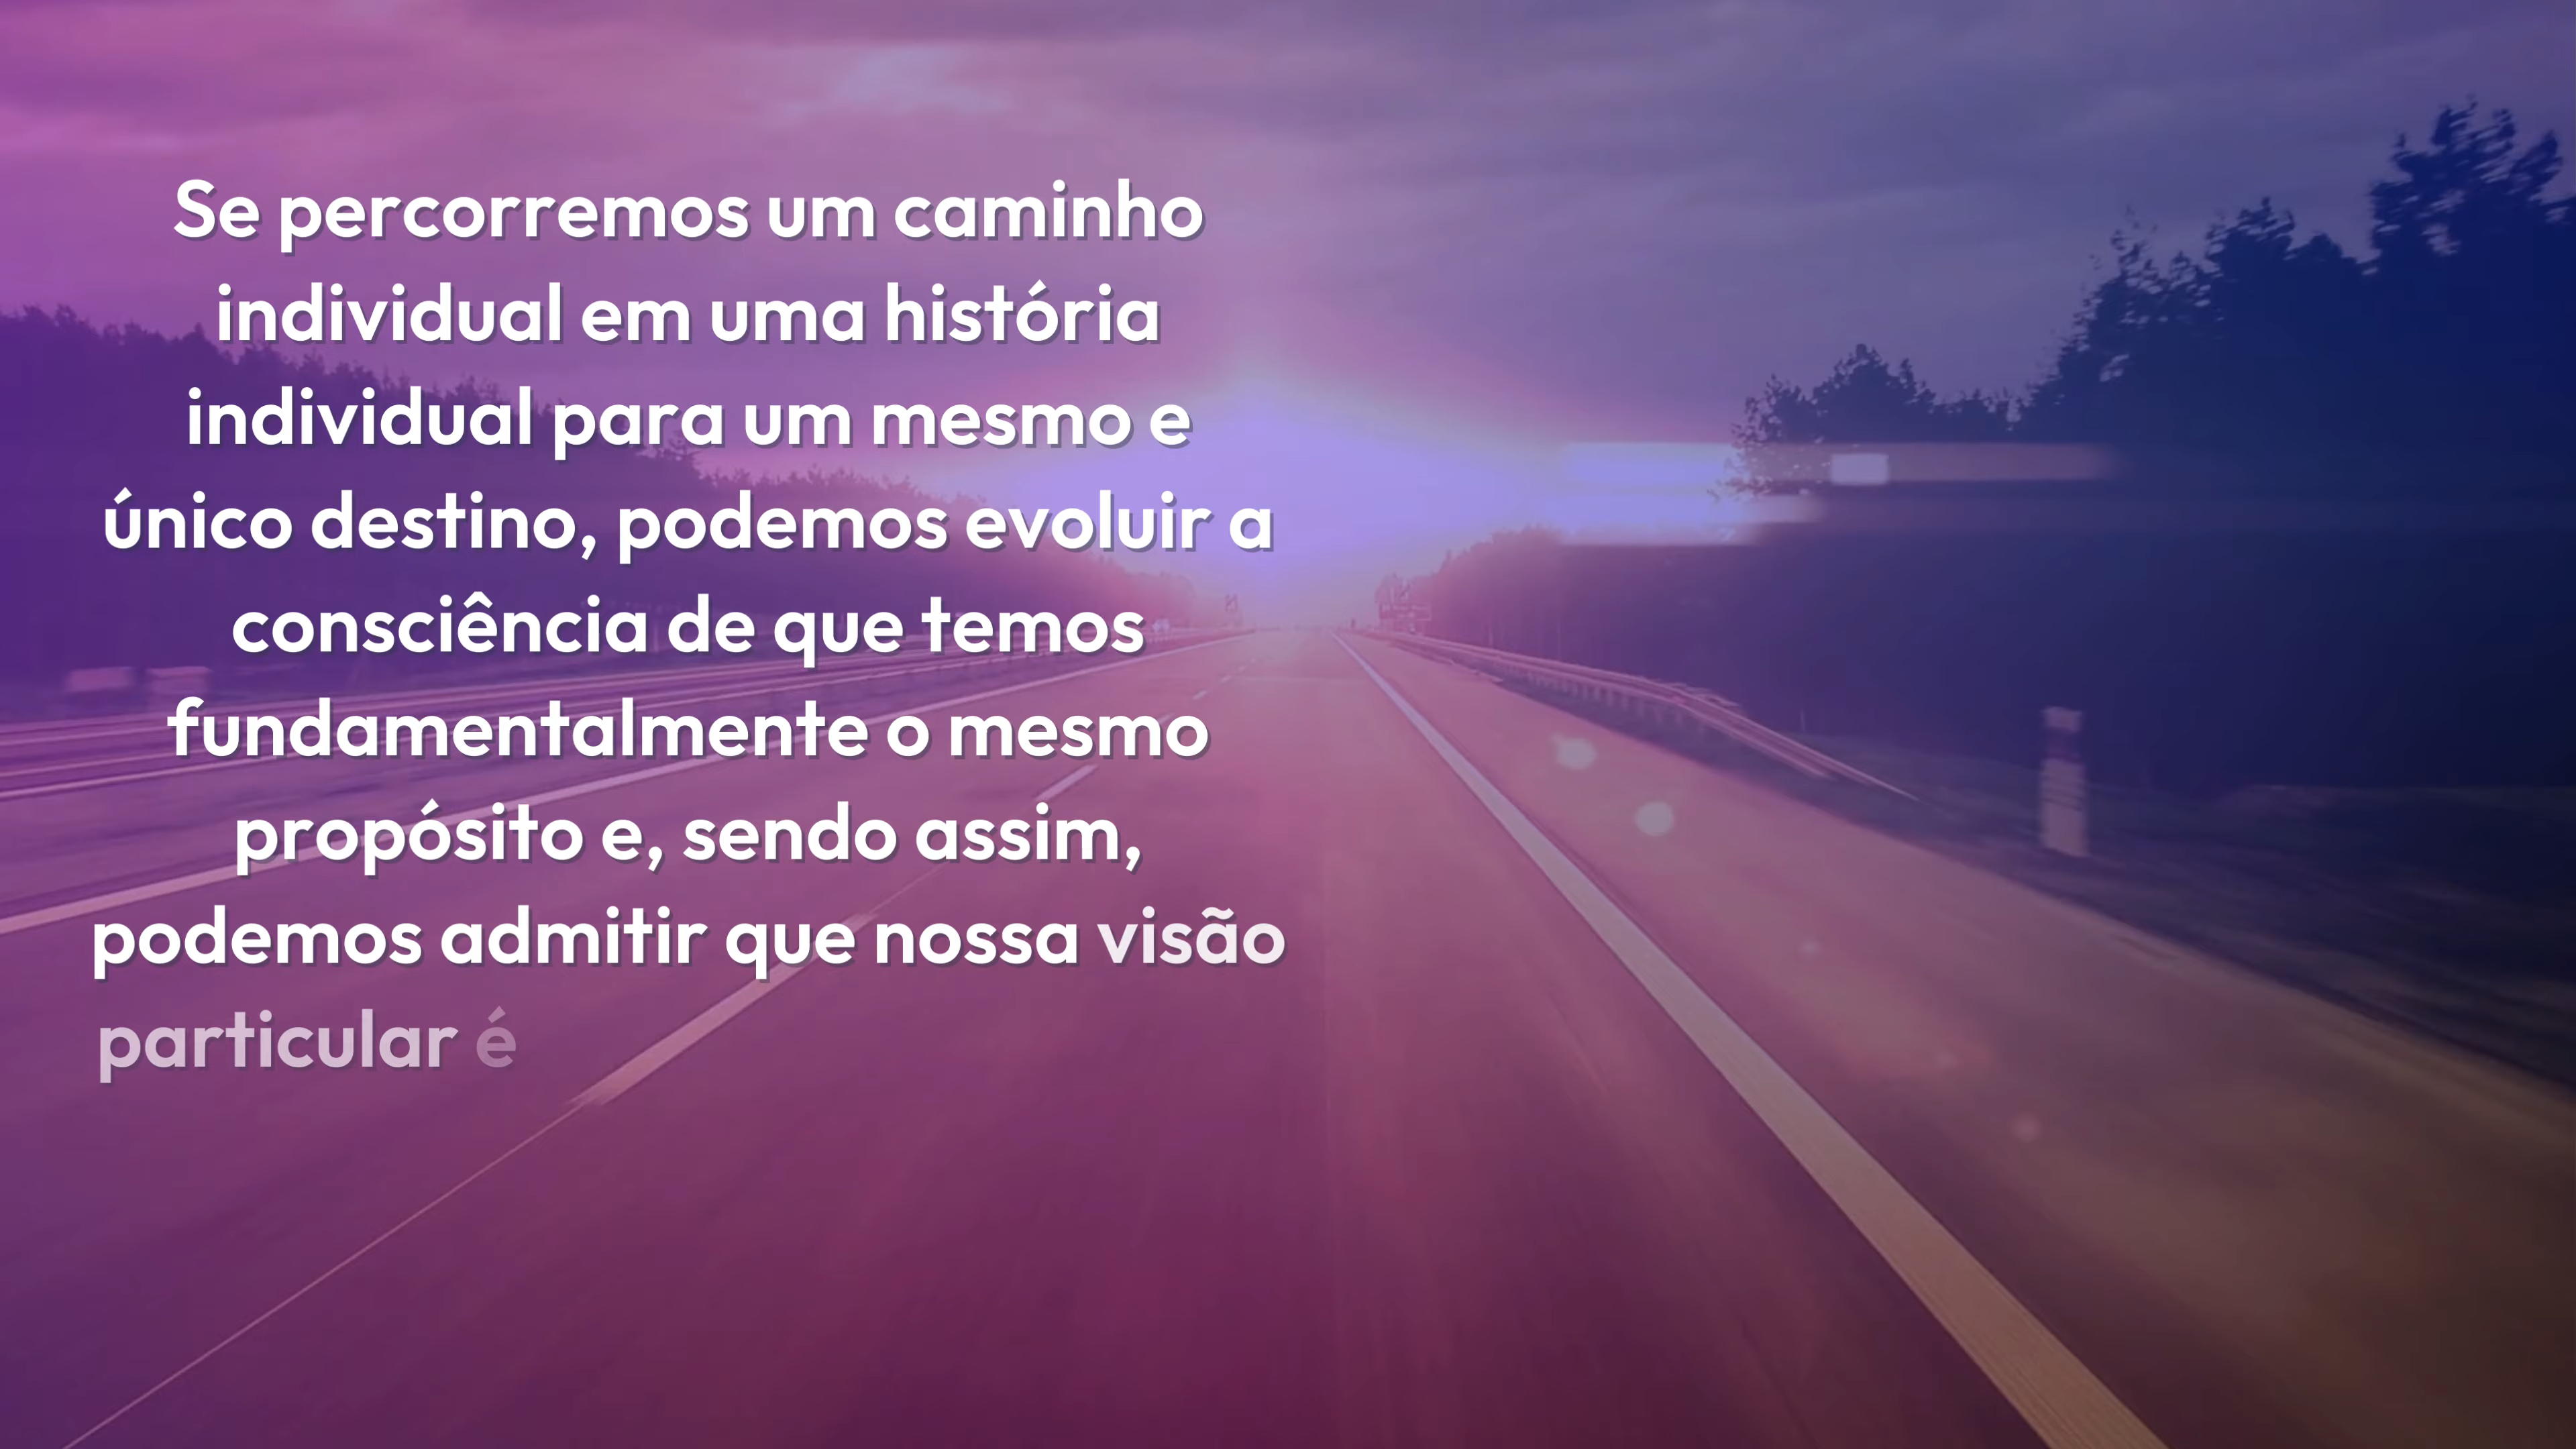 Se percorremos um caminho
individual em uma história
individual para um mesmo e
único destino, podemos evoluir a
consciência de que temos
fundamentalmente o mesmo
propósito e, sendo assim,
podemos admitir que nossa visão
particular é